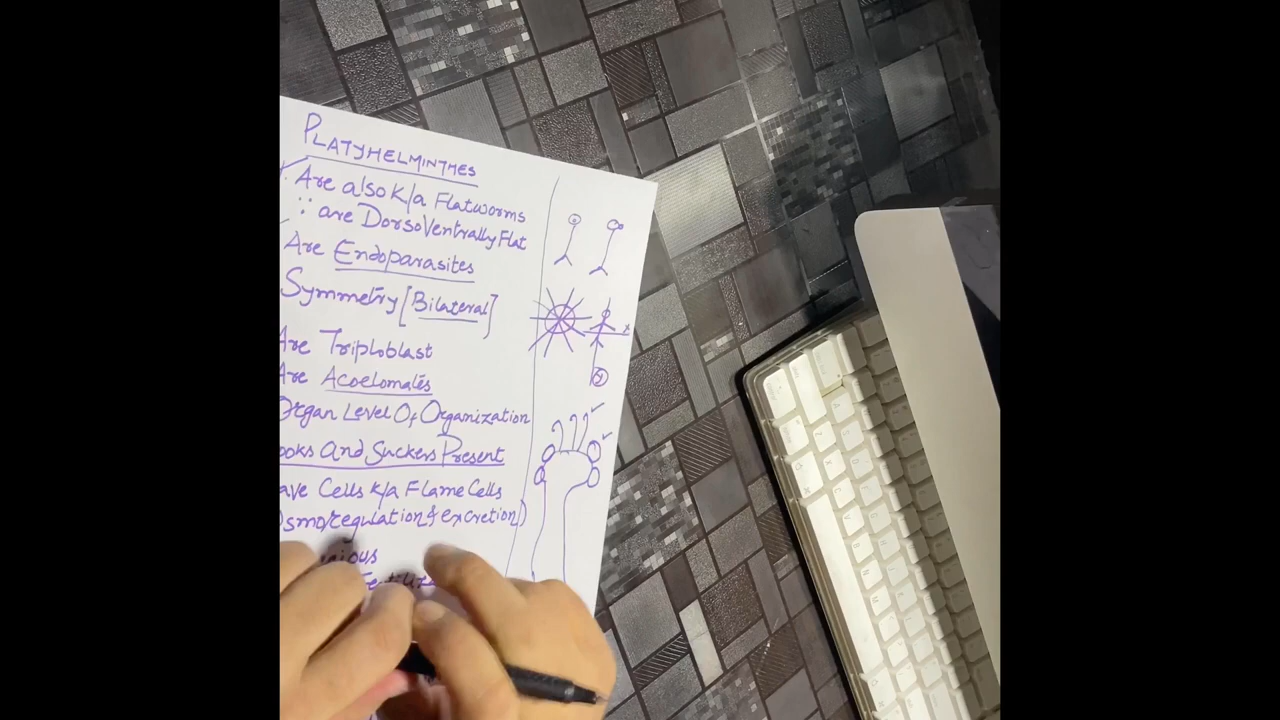 PLATYHELMINTHES
Are also K/a Flatworms
∵ are DorsoVentrally Flat
Are Endoparasites
Symmetry [Bilateral]
Are Triploblast
Are Acoelomates
Organ Level Of Organization
ooks And Suckers Present
ave Cells k/a Flame Cells
Osmoregulation & excretion)